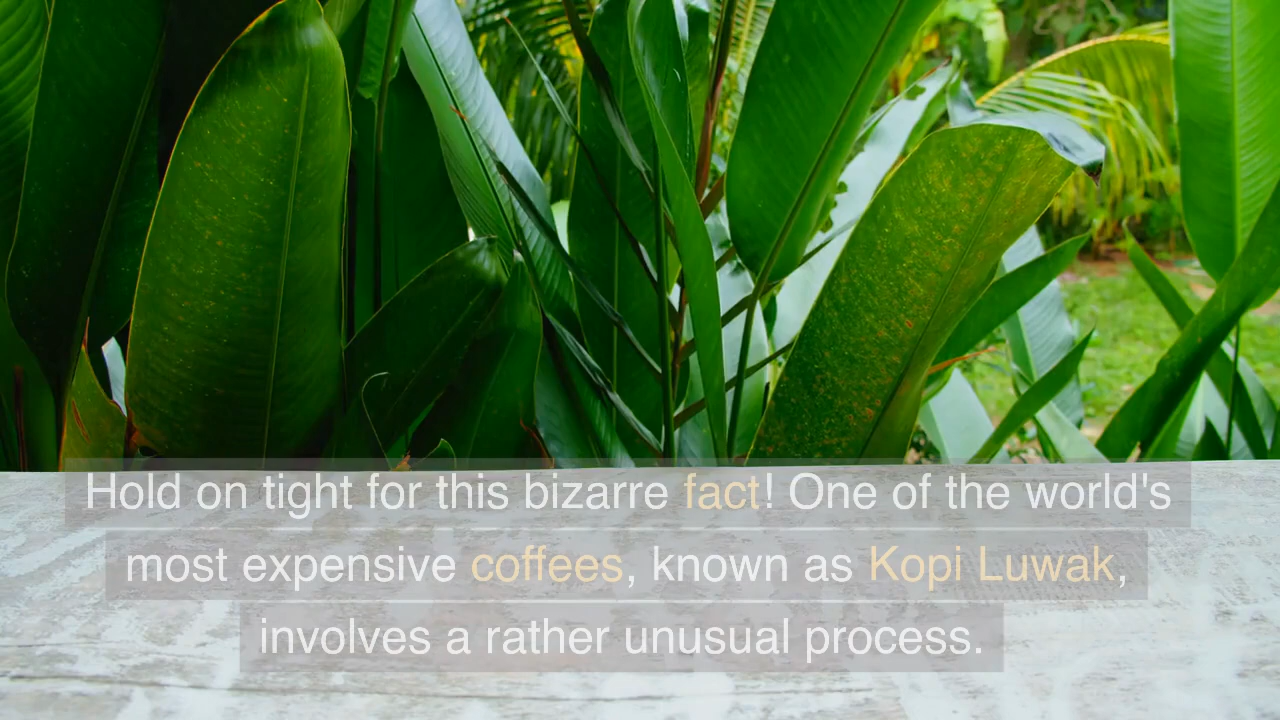 Hold on tight for this bizarre fact! One of the world's
most expensive coffees, known as Kopi Luwak,
involves a rather unusual process.